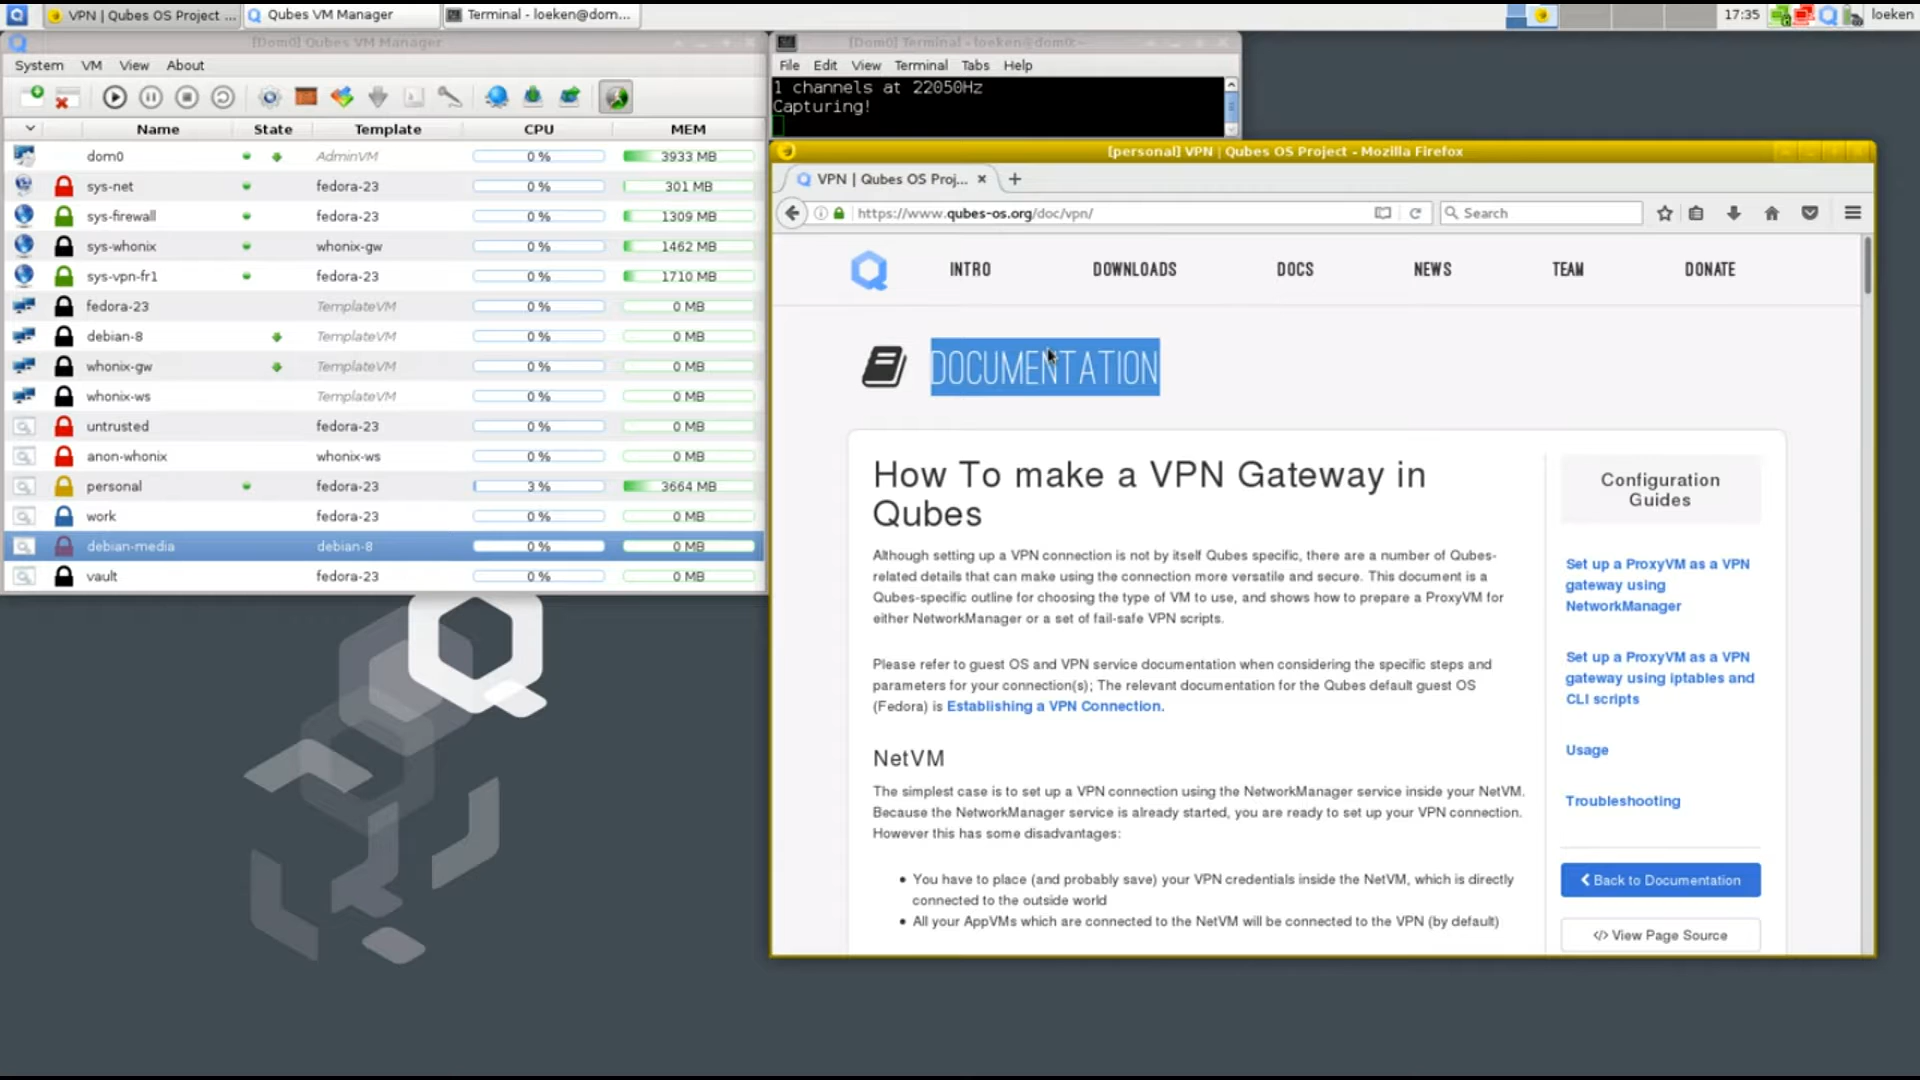 VPN | Qubes OS Project ...
Qubes VM Manager
Terminal - loeken@dom...
17:35
loeken
[Dom0] Qubes VM Manager
System VM View About
Name State Template CPU MEM
dom0 AdminVM 0 % 3933 MB
sys-net fedora-23 0 % 301 MB
sys-firewall fedora-23 0 % 1309 MB
sys-whonix whonix-gw 0 % 1462 MB
sys-vpn-fr1 fedora-23 0 % 1710 MB
fedora-23 TemplateVM 0 % 0 MB
debian-8 TemplateVM 0 % 0 MB
whonix-gw TemplateVM 0 % 0 MB
whonix-ws TemplateVM 0 % 0 MB
untrusted fedora-23 0 % 0 MB
anon-whonix whonix-ws 0 % 0 MB
personal fedora-23 3 % 3664 MB
work fedora-23 0 % 0 MB
debian-media debian-8 0 % 0 MB
vault fedora-23 0 % 0 MB
[Dom0] Terminal - loeken@dom0:~
File Edit View Terminal Tabs Help
1 channels at 22050Hz
Capturing!
[personal] VPN | Qubes OS Project - Mozilla Firefox
VPN | Qubes OS Proj...
https://www.qubes-os.org/doc/vpn/
Search
INTRO DOWNLOADS DOCS NEWS TEAM DONATE
DOCUMENTATION
How To make a VPN Gateway in
Qubes
Although setting up a VPN connection is not by itself Qubes specific, there are a number of Qubes-
related details that can make using the connection more versatile and secure. This document is a
Qubes-specific outline for choosing the type of VM to use, and shows how to prepare a ProxyVM for
either NetworkManager or a set of fail-safe VPN scripts.
Please refer to guest OS and VPN service documentation when considering the specific steps and
parameters for your connection(s); The relevant documentation for the Qubes default guest OS
(Fedora) is Establishing a VPN Connection.
NetVM
The simplest case is to set up a VPN connection using the NetworkManager service inside your NetVM.
Because the NetworkManager service is already started, you are ready to set up your VPN connection.
However this has some disadvantages:
• You have to place (and probably save) your VPN credentials inside the NetVM, which is directly
connected to the outside world
• All your AppVMs which are connected to the NetVM will be connected to the VPN (by default)
Configuration
Guides
Set up a ProxyVM as a VPN
gateway using
NetworkManager
Set up a ProxyVM as a VPN
gateway using iptables and
CLI scripts
Usage
Troubleshooting
Back to Documentation
</> View Page Source